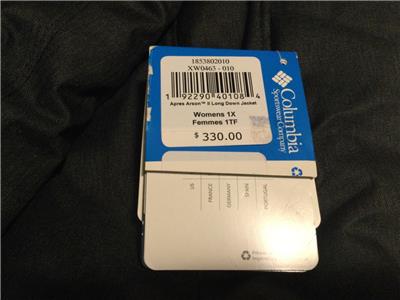 1853802010
XW0463 - 010
1 92290 40108 4
Apres Arson™ II Long Down Jacket
Womens 1X
Femmes 1TF
$ 330.00
Columbia
Sportswear Company
US
FRANCE
GERMANY
SPAIN
PORTUGAL